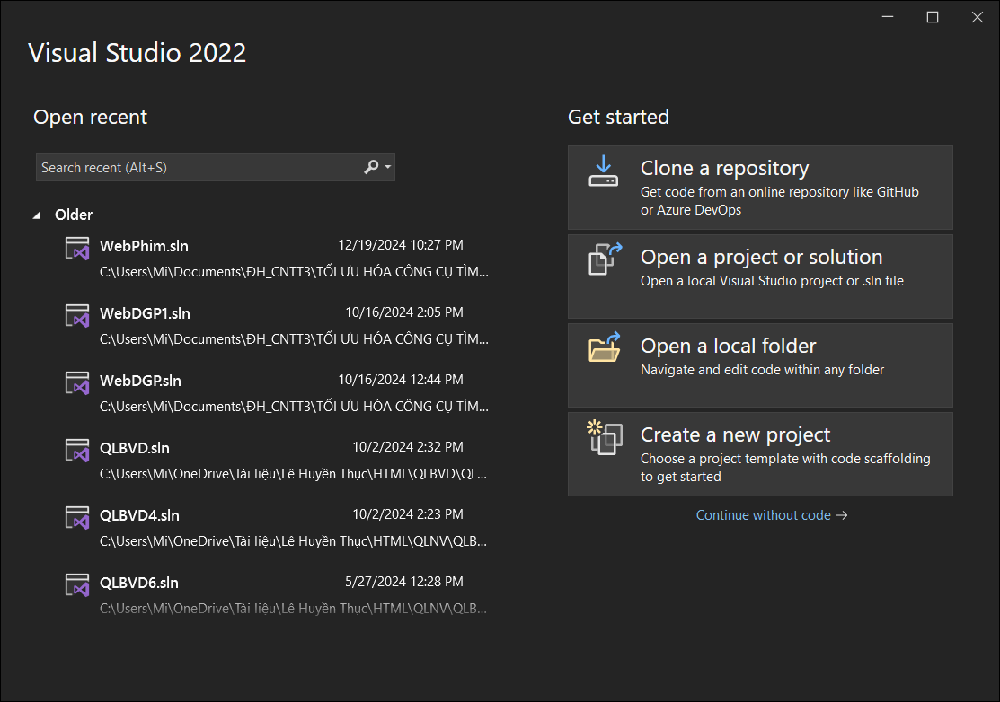 Visual Studio 2022
Open recent
Search recent (Alt+S)
Older
WebPhim.sln 12/19/2024 10:27 PM
C:\Users\Mi\Documents\ĐH_CNTT3\TỐI ƯU HÓA CÔNG CỤ TÌM...
WebDGP1.sln 10/16/2024 2:05 PM
C:\Users\Mi\Documents\ĐH_CNTT3\TỐI ƯU HÓA CÔNG CỤ TÌM...
WebDGP.sln 10/16/2024 12:44 PM
C:\Users\Mi\Documents\ĐH_CNTT3\TỐI ƯU HÓA CÔNG CỤ TÌM...
QLBVD.sln 10/2/2024 2:32 PM
C:\Users\Mi\OneDrive\Tài liệu\Lê Huyền Thục\HTML\QLBVD\QL...
QLBVD4.sln 10/2/2024 2:23 PM
C:\Users\Mi\OneDrive\Tài liệu\Lê Huyền Thục\HTML\QLNV\QLB...
QLBVD6.sln 5/27/2024 12:28 PM
C:\Users\Mi\OneDrive\Tài liệu\Lê Huyền Thục\HTML\QLNV\QLB...
Get started
Clone a repository
Get code from an online repository like GitHub
or Azure DevOps
Open a project or solution
Open a local Visual Studio project or .sln file
Open a local folder
Navigate and edit code within any folder
Create a new project
Choose a project template with code scaffolding
to get started
Continue without code →